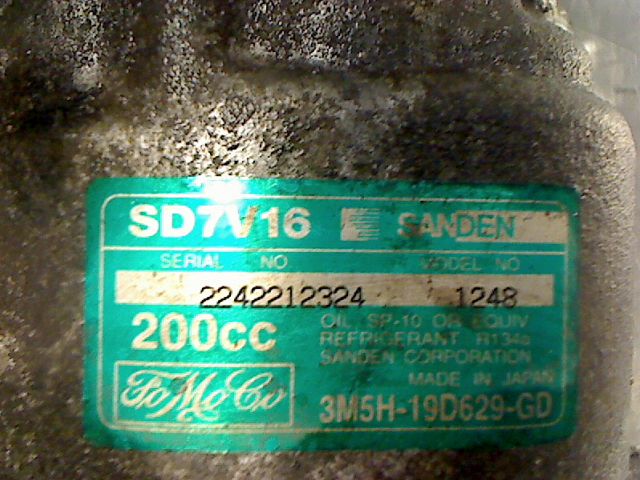 SD7V16 SANDEN
SERIAL NO MODEL NO
2242212324 1248
200cc
OIL SP-10 OR EQUIV
REFRIGERANT R134a
SANDEN CORPORATION
MADE IN JAPAN
FoMoCo
3M5H-19D629-GD